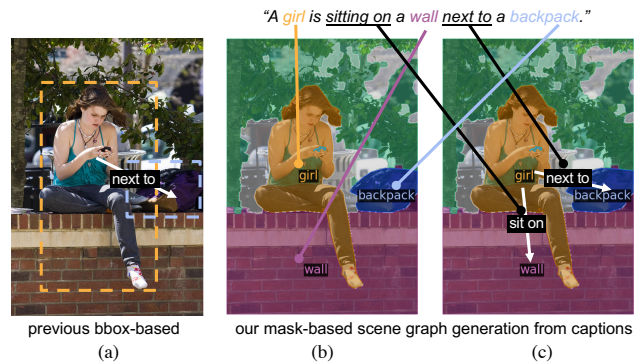 “A girl is sitting on a wall next to a backpack.”
next to
girl
backpack
wall
girl
next to
backpack
sit on
wall
previous bbox-based
our mask-based scene graph generation from captions
(a)
(b)
(c)